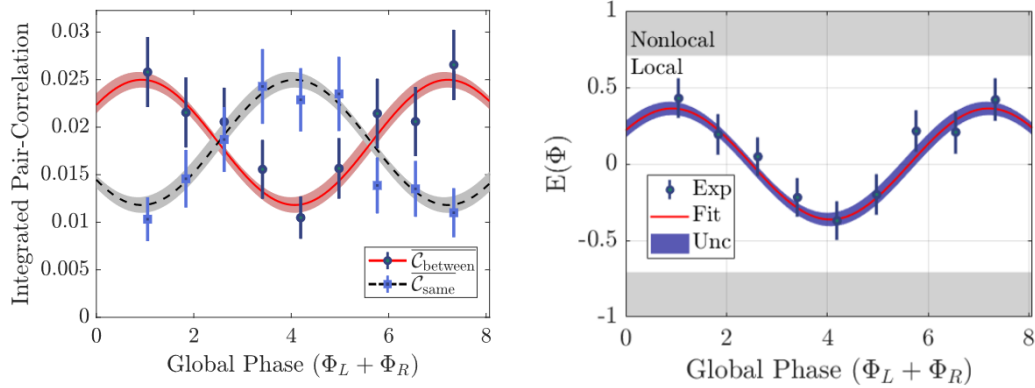 Integrated Pair-Correlation
0.03
0.025
0.02
0.015
0.01
0.005
0
0 2 4 6 8
Global Phase (Φ_L + Φ_R)
C_between
C_same
E(Φ)
1
0.5
0
-0.5
-1
Nonlocal
Local
Exp
Fit
Unc
0 2 4 6 8
Global Phase (Φ_L + Φ_R)